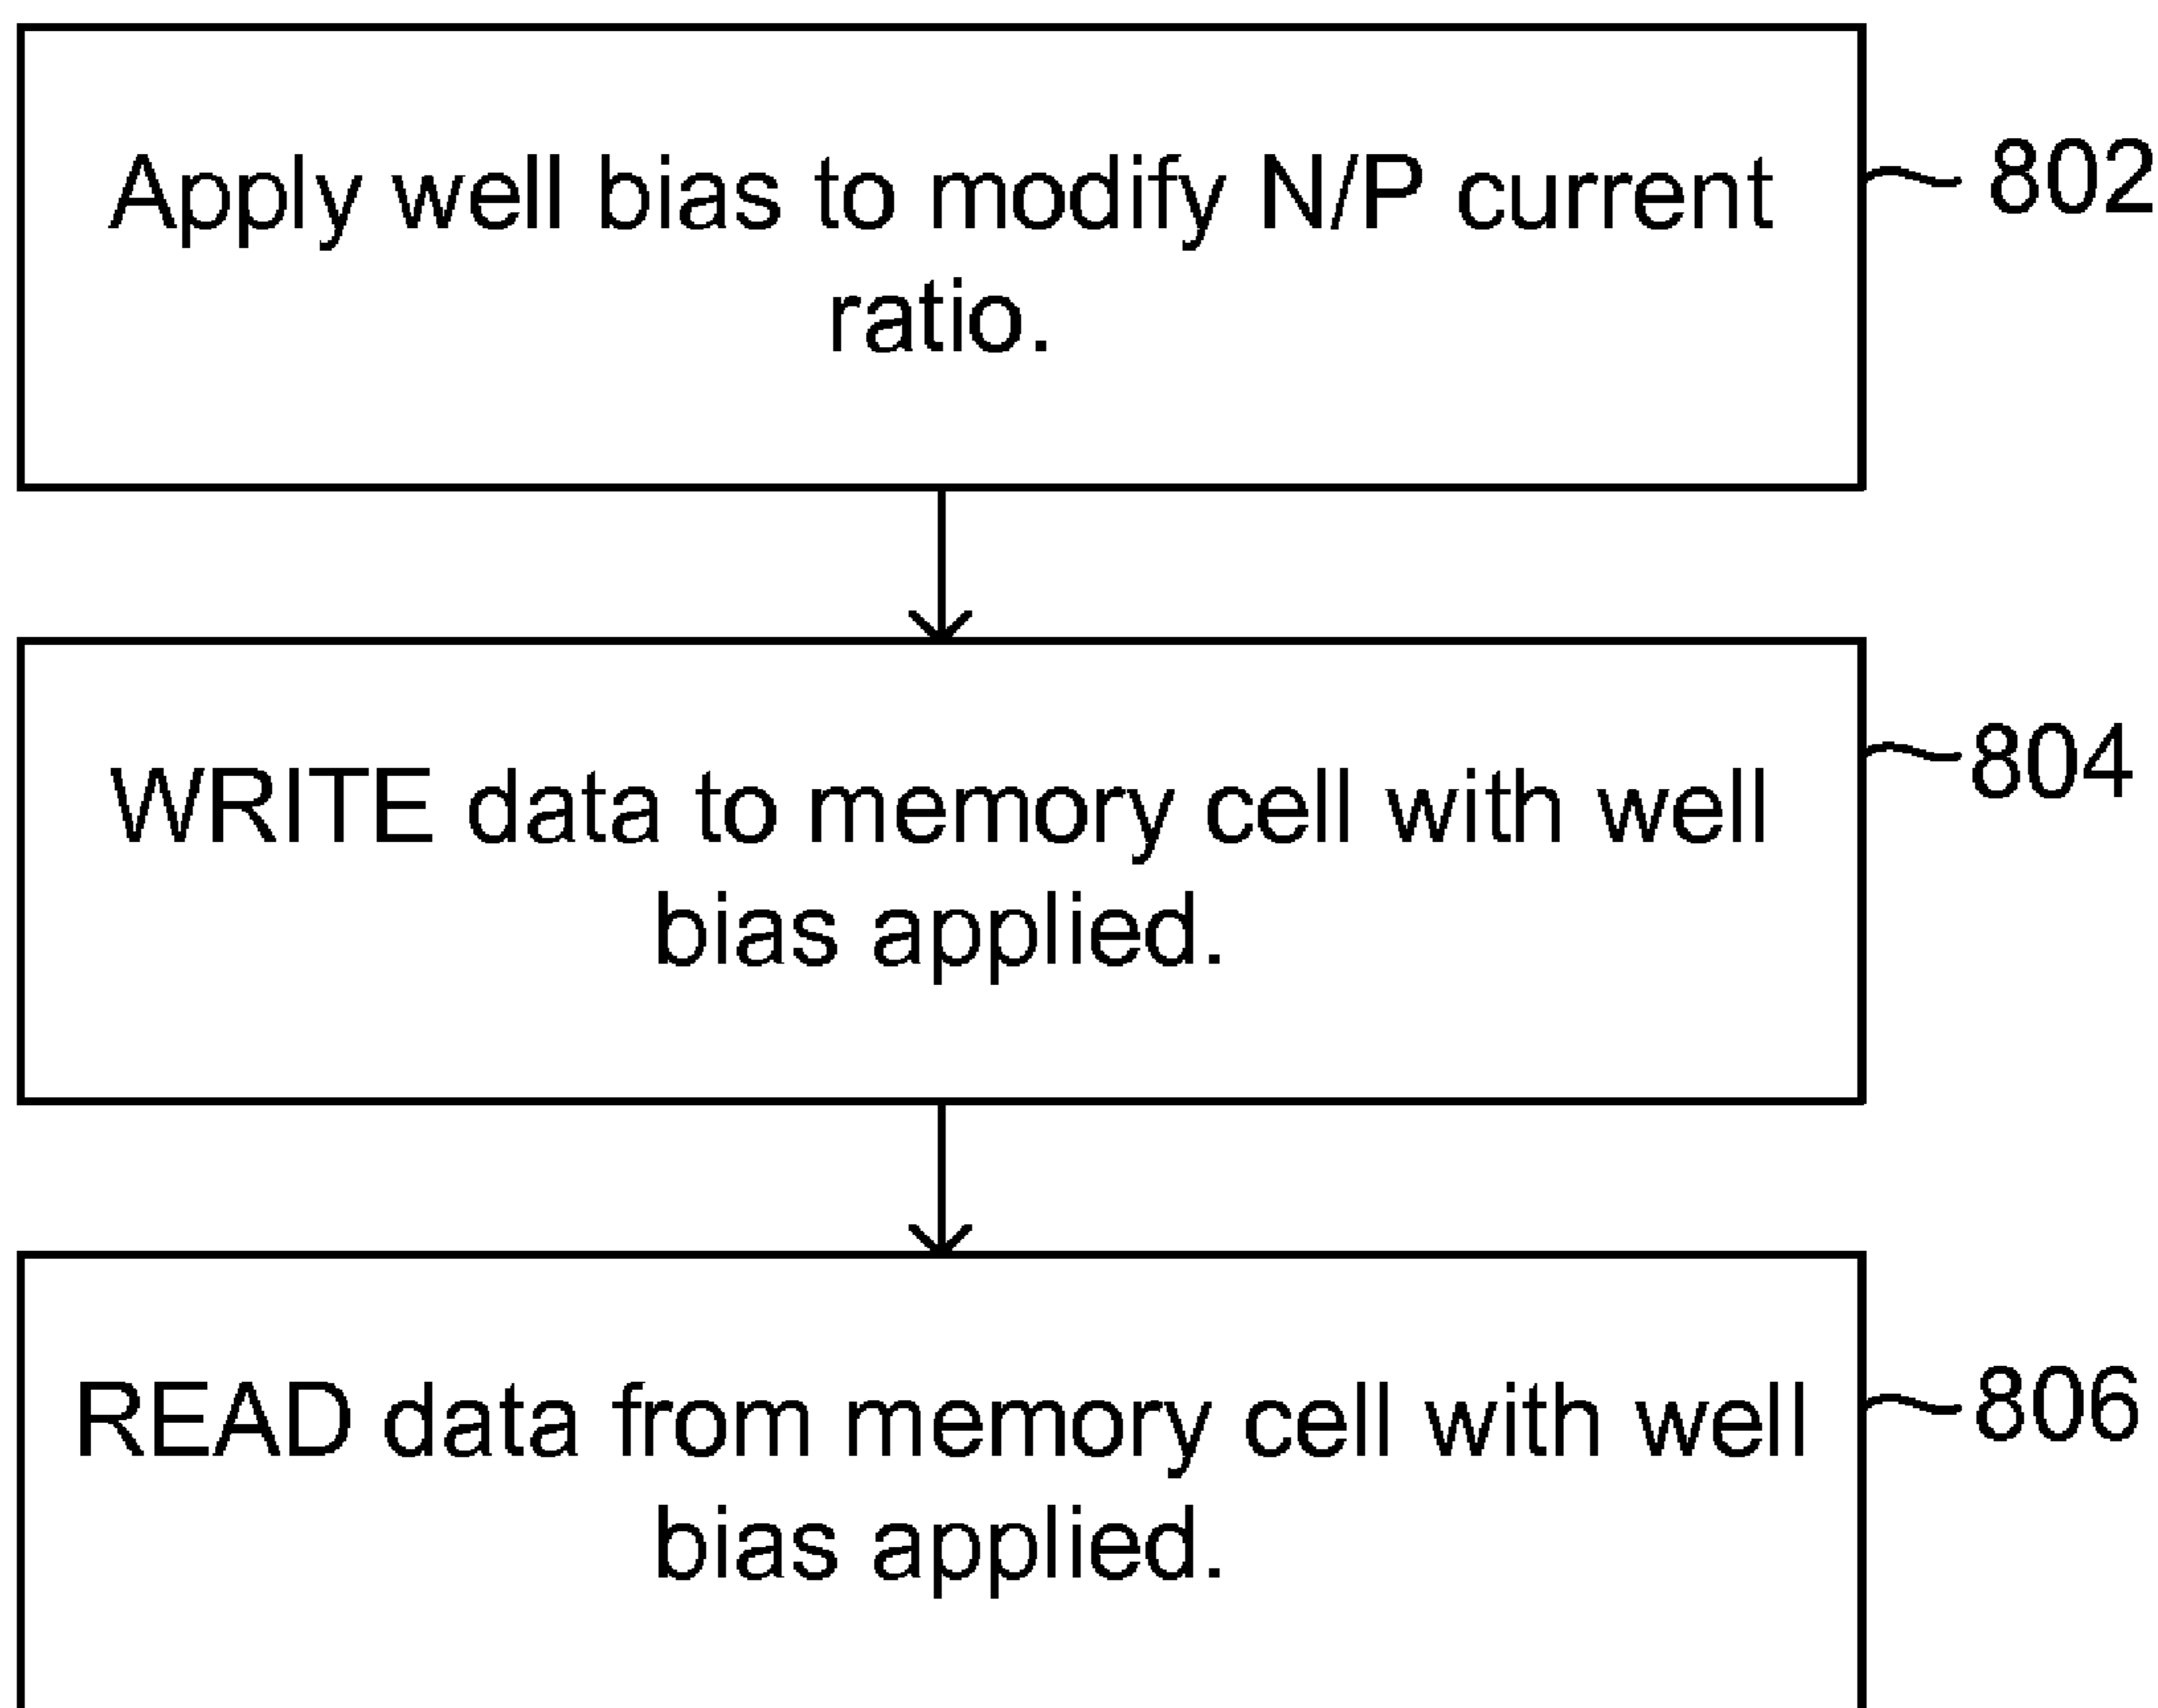 Apply well bias to modify N/P current
ratio.
802
WRITE data to memory cell with well
bias applied.
804
READ data from memory cell with well
bias applied.
806